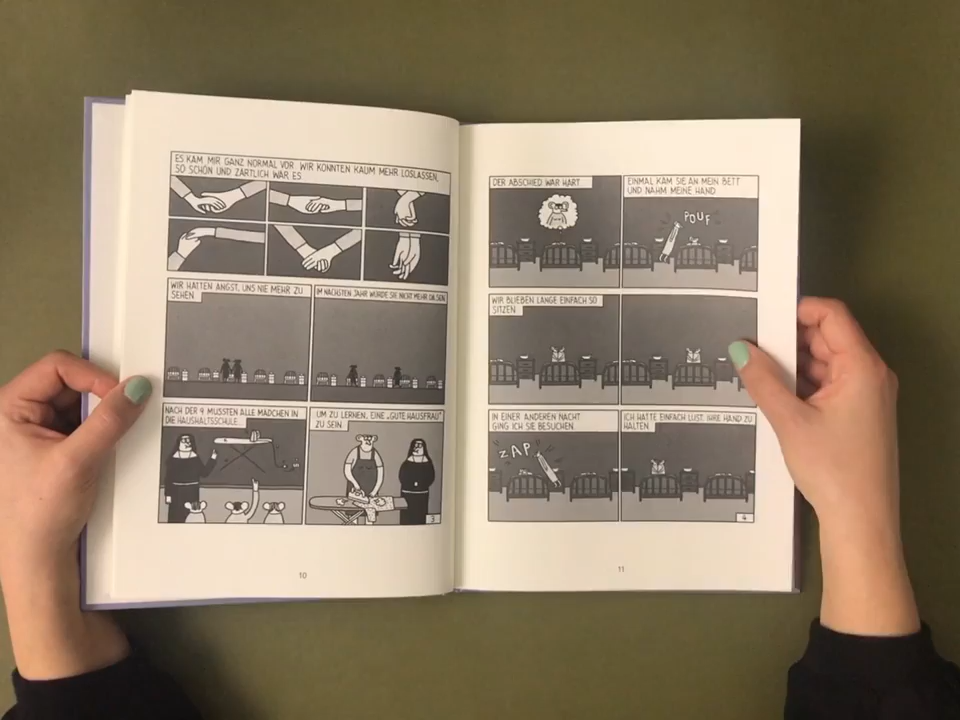 ES KAM MIR GANZ NORMAL VOR. WIR KONNTEN KAUM MEHR LOSLASSEN,
SO SCHÖN UND ZÄRTLICH WAR ES
WIR HATTEN ANGST, UNS NIE MEHR ZU
SEHEN.
IM NÄCHSTEN JAHR WÜRDE SIE NICHT MEHR DA SEIN
NACH DER 9. MUSSTEN ALLE MÄDCHEN IN
DIE HAUSHALTSSCHULE.
UM ZU LERNEN, EINE „GUTE HAUSFRAU“
ZU SEIN.
3
10
DER ABSCHIED WAR HART
EINMAL KAM SIE AN MEIN BETT
UND NAHM MEINE HAND.
POUF
WIR BLIEBEN LANGE EINFACH SO
SITZEN.
IN EINER ANDEREN NACHT
GING ICH SIE BESUCHEN.
ZAP
ICH HATTE EINFACH LUST, IHRE HAND ZU
HALTEN.
4
11